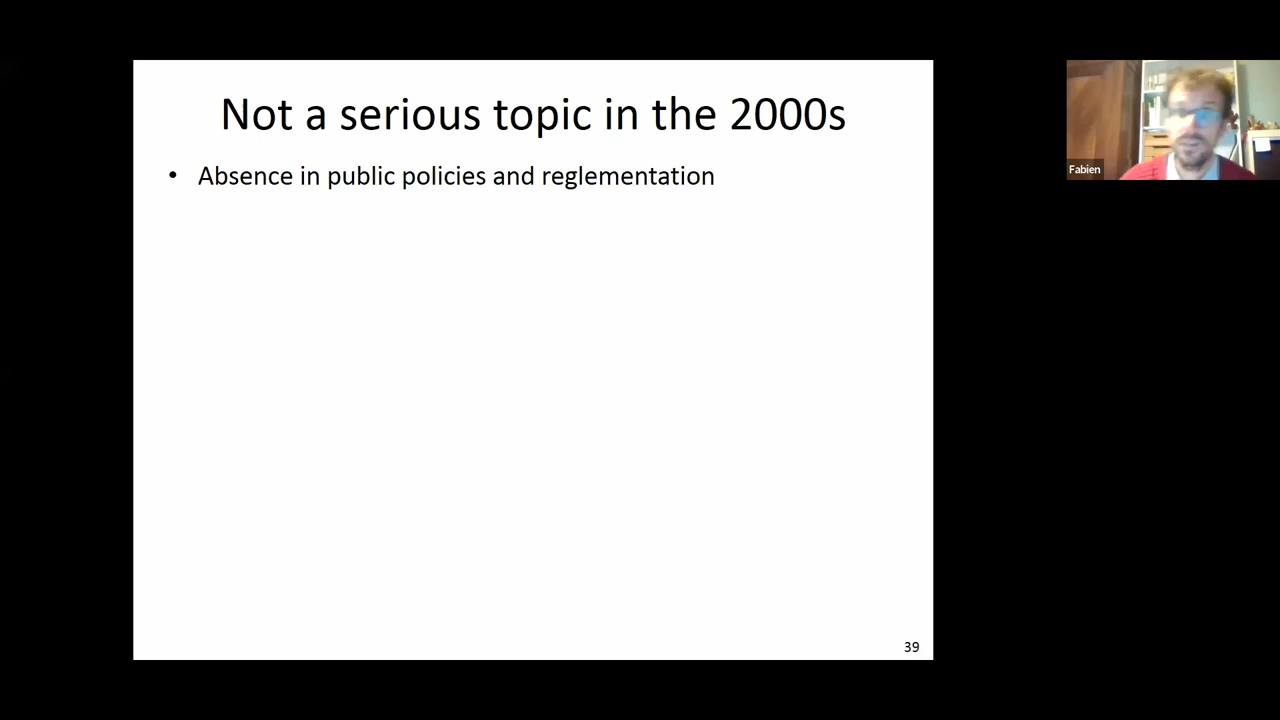 Not a serious topic in the 2000s
• Absence in public policies and reglementation
39
Fabien